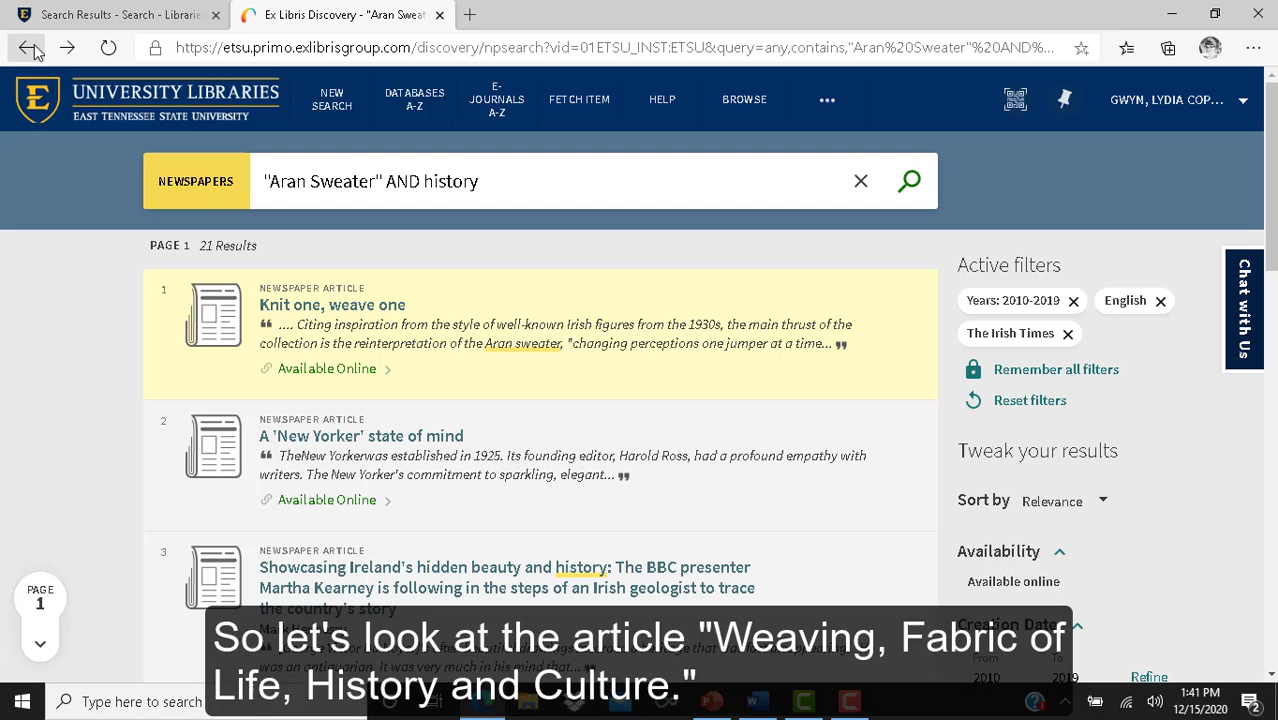 Search Results - Search - Librarie
Ex Libris Discovery - "Aran Sweat
https://etsu.primo.exlibrisgroup.com/discovery/npsearch?vid=01ETSU_INST:ETSU&query=any,contains,"Aran%20Sweater"%20AND%...
UNIVERSITY LIBRARIES
EAST TENNESSEE STATE UNIVERSITY
NEW SEARCH
DATABASES A-Z
E-JOURNALS A-Z
FETCH ITEM
HELP
BROWSE
GWYN, LYDIA COP...
NEWSPAPERS
"Aran Sweater" AND history
PAGE 1 21 Results
1
NEWSPAPER ARTICLE
Knit one, weave one
.... Citing inspiration from the style of well-known Irish figures from the 1930s, the main thrust of the
collection is the reinterpretation of the Aran sweater, "changing perceptions one jumper at a time...
Available Online
2
NEWSPAPER ARTICLE
A 'New Yorker' state of mind
TheNew Yorkerwas established in 1925. Its founding editor, Harold Ross, had a profound empathy with
writers. The New Yorker's commitment to sparkling, elegant...
Available Online
3
NEWSPAPER ARTICLE
Showcasing Ireland's hidden beauty and history: The BBC presenter
Martha Kearney is following in the steps of an Irish geologist to trace
the country's story
Active filters
Years: 2010-2019
English
The Irish Times
Remember all filters
Reset filters
Tweak your results
Sort by Relevance
Availability
Available online
Creation Date
From
To
2010
2019
Refine
Chat with Us
PAGE
1
So let's look at the article "Weaving, Fabric of
Life, History and Culture."
Type here to search
1:41 PM
12/15/2020
2